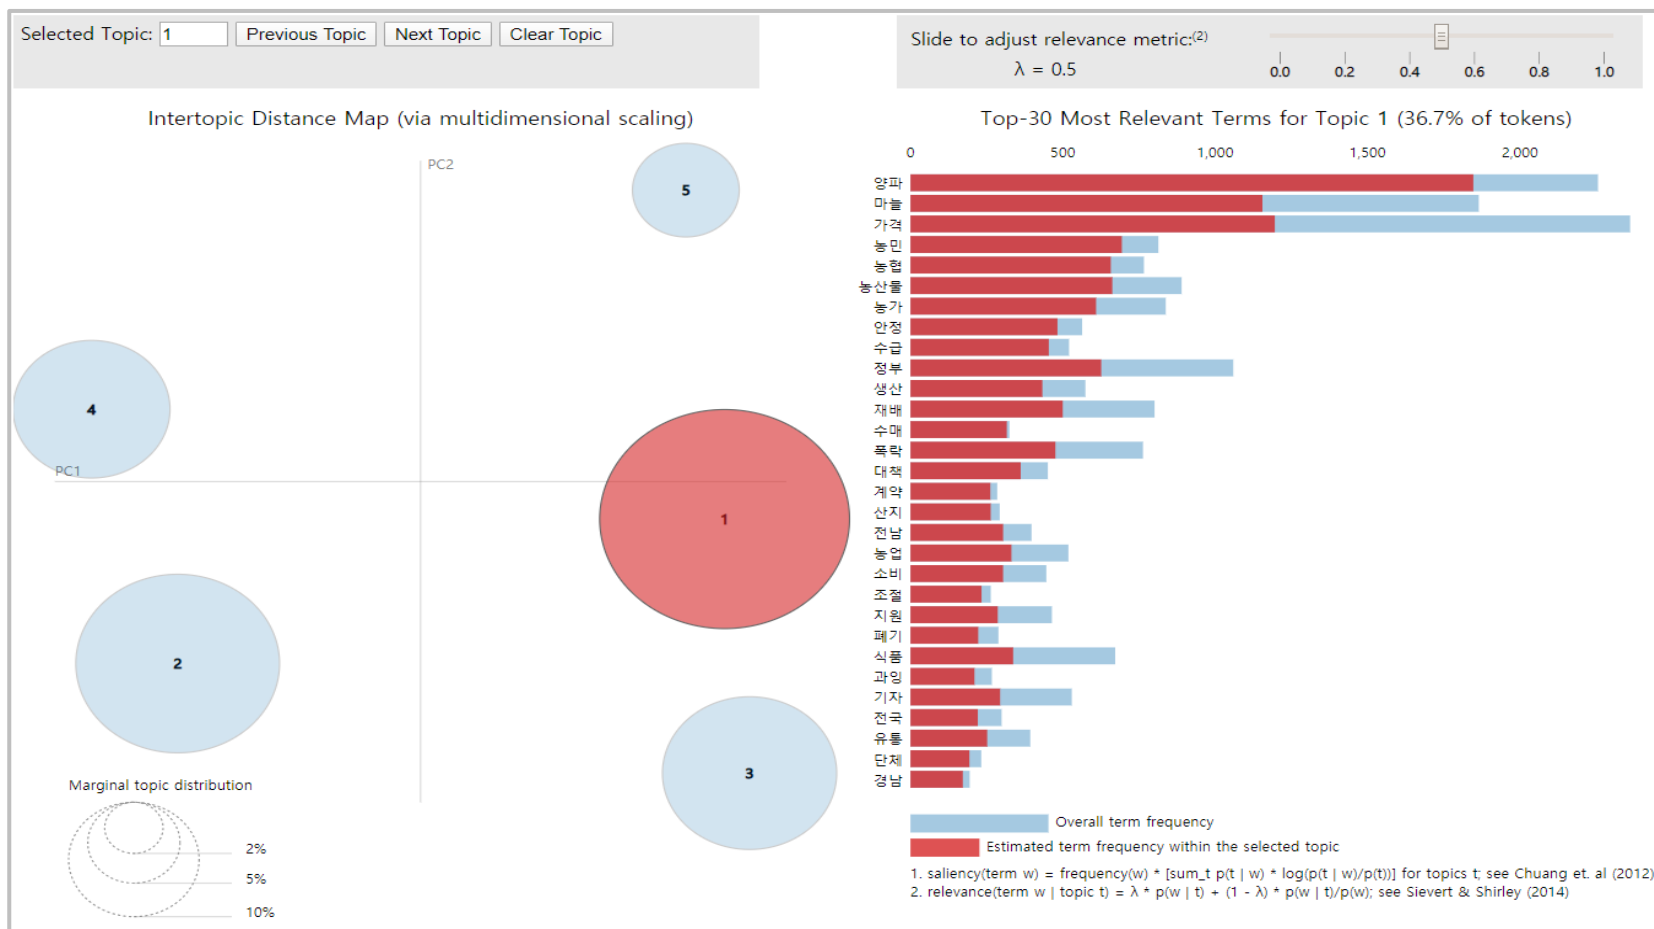 Selected Topic: 1 Previous Topic Next Topic Clear Topic
Slide to adjust relevance metric:(2)
λ = 0.5
0.0 0.2 0.4 0.6 0.8 1.0
Intertopic Distance Map (via multidimensional scaling)
PC2
5
4
PC1
1
2
3
Marginal topic distribution
2%
5%
10%
Top-30 Most Relevant Terms for Topic 1 (36.7% of tokens)
0 500 1,000 1,500 2,000
양파
마늘
가격
농민
농협
농산물
농가
안정
수급
정부
생산
재배
수매
폭락
대책
계약
산지
전남
농업
소비
조절
지원
폐기
식품
과잉
기자
전국
유통
단체
경남
Overall term frequency
Estimated term frequency within the selected topic
1. saliency(term w) = frequency(w) * [sum_t p(t | w) * log(p(t | w)/p(t))] for topics t; see Chuang et. al (2012)
2. relevance(term w | topic t) = λ * p(w | t) + (1 - λ) * p(w | t)/p(w); see Sievert & Shirley (2014)